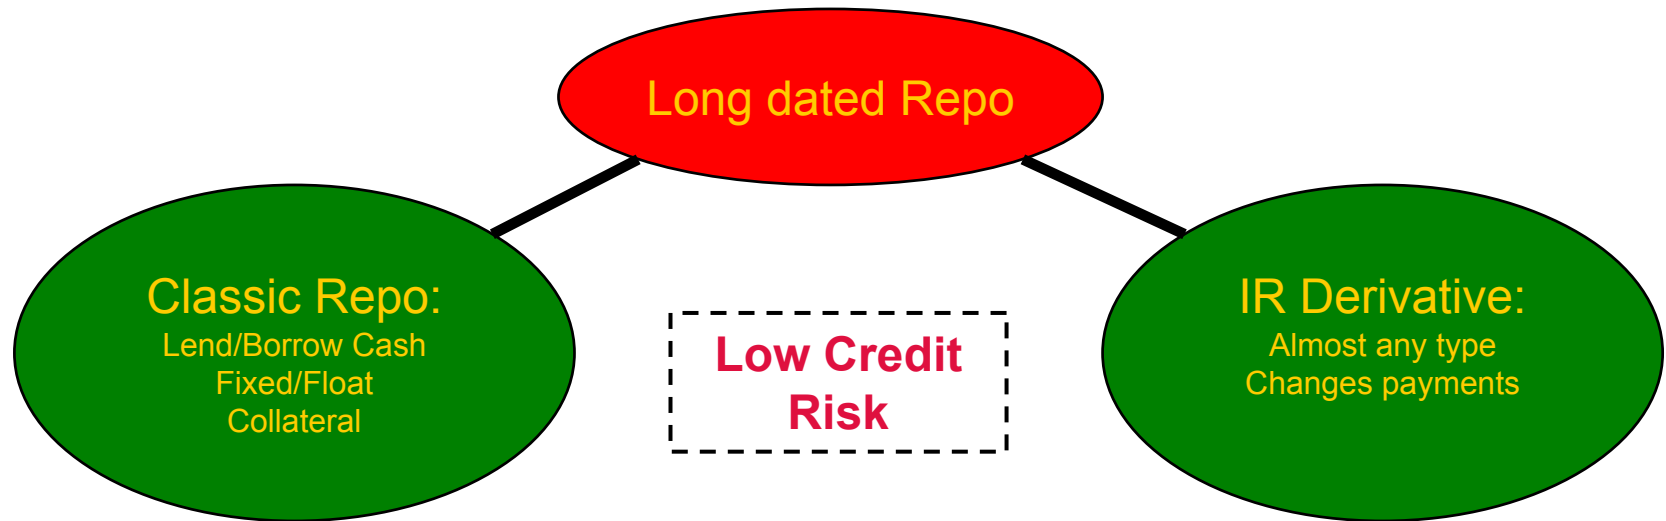 Long dated Repo
Classic Repo:
Lend/Borrow Cash
Fixed/Float
Collateral
Low Credit
Risk
IR Derivative:
Almost any type
Changes payments